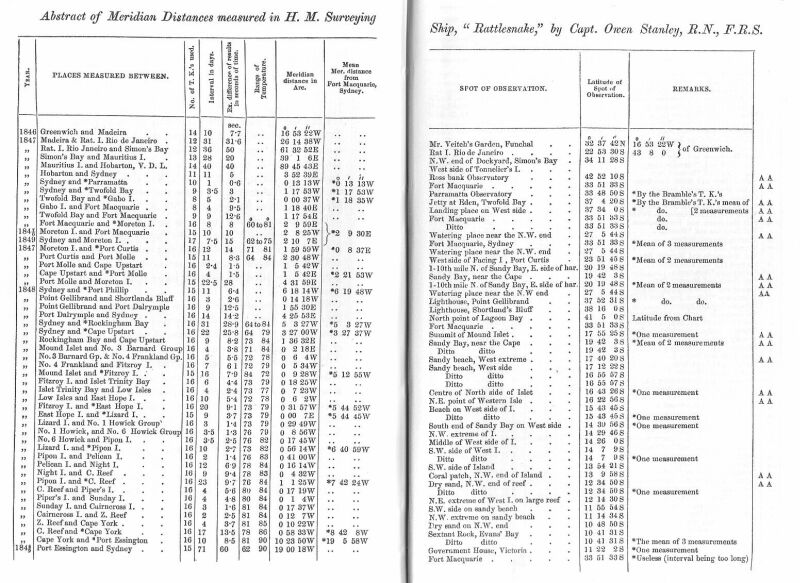 Abstract of Meridian Distances measured in H. M. Surveying
YEAR. PLACES MEASURED BETWEEN. No. of T. K.'s used. Interval in days. Ex. difference of results in seconds of time. Range of Temperature. Meridian distance in Arc. Mean Mer. distance from Fort Macquarie, Sydney.
sec. ° ′ ″
1846 Greenwich and Madeira . . 14 10 7·7 .. 16 53 22W ..
1847 Madeira & Rat. I. Rio de Janeiro 12 31 31·6 .. 26 14 38W ..
„ Rat. I. Rio Janeiro and Simon's Bay 12 36 50 .. 61 32 52E ..
„ Simon's Bay and Mauritius I. . 13 28 20 .. 39 1 6E ..
„ Mauritius I. and Hobarton, V. D. L. 14 40 40 .. 89 45 43E ..
„ Hobarton and Sydney . . 11 11 5 .. 3 52 39E ° ′ ″
„ Sydney and *Parramatta . . 10 1 0·6 .. 0 13 13W *0 13 13W
„ Sydney and *Twofold Bay . . 9 3·5 3 .. 1 17 53W *1 17 53W
„ Twofold Bay and *Gabo I. . . 8 5 2·1 .. 0 00 37W *1 18 35W
„ Gabo I. and Fort Macquarie . 8 4 9·5 .. 1 18 40E ..
„ Twofold Bay and Fort Macquarie 9 9 12·6 .. 1 17 54E ..
„ Fort Macquarie and *Moreton I. . 16 8 8 60 to 81 2 9 59E
Moreton I. and Fort Macquarie . 15 10 10 .. 2 8 25W *2 9 30E
1849 Sydney and Moreton I. . . 17 7·5 15 62 to 75 2 10 7E
1847 Moreton I. and *Port Curtis . 16 12 14 71 81 1 59 59W *0 8 37E
„ Port Curtis and Port Molle . 15 11 8·3 64 84 2 30 48W ..
„ Port Molle and Cape Upstart . 16 2·4 1·5 .. 1 5 42W ..
„ Cape Upstart and *Port Molle . 16 4 1·5 .. 1 5 42E *2 21 53W
„ Port Molle and Moreton I. . 15 22·5 28 .. 4 31 59E ..
1848 Sydney and *Port Phillip . . 15 11 6·4 .. 6 18 14W *6 19 48W
„ Point Gellibrand and Shortlands Bluff 16 3 2·6 .. 0 14 18W ..
„ Point Gellibrand and Port Dalrymple 16 9 12·5 .. 1 55 30E ..
„ Port Dalrymple and Sydney . 16 14 14·2 .. 4 25 53E ..
„ Sydney and *Rockingham Bay . 16 31 28·9 64 to 81 5 3 27W *5 3 27W
„ Sydney and *Cape Upstart . . 16 22 25·8 64 79 3 27 00W *3 27 37W
„ Rockingham Bay and Cape Upstart 16 9 8·2 73 84 1 36 32E ..
„ Mound Islet and No. 3 Barnard Group 16 4 3·8 71 84 0 2 18E ..
„ No. 3 Barnard Gp. & No. 4 Frankland Gp. 16 5 5·5 72 78 0 6 4W ..
„ No. 4 Frankland and Fitzroy I. . 16 7 6·1 72 79 0 5 34W ..
„ Mound Islet and *Fitzroy I. . 15 16 7·9 84 72 0 9 28W *5 12 55W
„ Fitzroy I. and Islet Trinity Bay 16 6 4·4 73 79 0 18 25W ..
„ Islet Trinity Bay and Low Isles . 16 4 2·4 73 77 0 7 23W ..
„ Low Isles and East Hope I. . 16 10 5·4 72 78 0 6 2W ..
„ Fitzroy I. and *East Hope I. . 16 20 9·1 73 79 0 31 57W *5 44 52W
„ East Hope I. and *Lizard I. . . 15 9 3·7 73 79 0 00 7E *5 44 45W
„ Lizard I. and No. 1 Howick Group 16 3 1·4 73 79 0 29 49W ..
„ No. 1 Howick, and No. 6 Howick Group 16 3·5 1·3 76 79 0 8 56W ..
„ No. 6 Howick and Pipon I. . . 16 3·5 2·5 76 82 0 17 45W ..
„ Lizard I. and *Pipon I. . . 16 10 2·7 73 82 0 56 14W *6 40 59W
„ Pipon I. and Pelican I. . . 16 2 1·4 76 83 0 41 00W ..
„ Pelican I. and Night I. . . 16 12 6·9 78 84 0 16 14W ..
„ Night I. and C. Reef . . 16 9 9·4 78 83 0 4 32W ..
„ Pipon I. and *C. Reef . . 16 23 9·7 76 84 1 1 25W *7 42 24W
„ C. Reef and Piper's I. . . 16 4 5·6 80 84 0 17 19W ..
„ Piper's I. and Sunday I. . . 16 4 4·8 80 84 0 1 4W ..
„ Sunday I. and Cairncross I. . 16 3 1·6 81 84 0 17 37W ..
„ Cairncross I. and Z. Reef . . 16 2 2·5 81 84 0 12 7W ..
„ Z. Reef and Cape York . . 16 4 3·7 81 85 0 10 22W ..
„ C. Reef and *Cape York . . 16 17 13·5 78 86 0 58 33W *8 42 8W
„ Cape York and *Port Essington . 16 10 8·5 81 90 10 23 50W *19 5 58W
Port Essington and Sydney . 15 71 60 62 90 19 00 18W ..
Ship, "Rattlesnake," by Capt. Owen Stanley, R.N., F.R.S.
SPOT OF OBSERVATION. Latitude of Spot of Observation. REMARKS.
° ′ ″ ° ′ ″
Mr. Veitch's Garden, Funchal . 32 37 42 N 16 53 22 W
Rat I. Rio de Janeiro . . 22 53 30 S 43 8 0 of Greenwich.
N.W. end of Dockyard, Simon's Bay . 34 11 28 S
West side of Tonnelier's I. . .
Ross bank Observatory . . 42 52 10 S A A
Fort Macquarie . . 33 51 33 S A A
Parramatta Observatory . . 33 48 50 S *By the Bramble's T. K.'s
Jetty at Eden, Twofold Bay . . 37 4 20 S *By the Bramble's T. K.'s mean of A A
Landing place on West side . . 37 34 0 S * do. [2 measurements A A
Fort Macquarie . . 33 51 33 S do.
Ditto . . 33 51 33 S do.
Watering place near the N.W. end . 27 5 44 S A A
Fort Macquarie, Sydney . . 33 51 33 S *Mean of 3 measurements
Watering place near the N.W. end . 27 5 44 S
West side of Facing I., Port Curtis . 23 51 45 S *Mean of 2 measurements A A
1-10th mile N. of Sandy Bay, E. side of har. 20 19 48 S
Sandy Bay, near the Cape . . 19 42 3 S A A
1-10th mile N. of Sandy Bay, E. side of har. 20 19 48 S *Mean of 2 measurements A A
Watering place near the N.W. end . 27 5 44 S AA
Lighthouse, Point Gellibrand . . 37 52 31 S * do. do.
Lighthouse, Shortland's Bluff . . 38 16 0 S
North point of Lagoon Bay . . 41 5 0 S Latitude from Chart
Fort Macquarie . . 33 51 33 S
Summit of Mound Islet . . 17 55 25 S *One measurement A A
Sandy Bay, near the Cape . . 19 42 3 S *Mean of 2 measurements A A
Ditto ditto . . 19 42 3 S
Sandy beach, West extreme . . 17 40 20 S A A
Sandy beach, West side . . 17 12 22 S
Ditto ditto . . 16 55 57 S
Ditto ditto . . 16 55 57 S
Centre of North side of Islet . . 16 43 26 S *One measurement A A
N.E. point of Western Isle . . 16 22 56 S A A
Beach on West side of I. . . 15 43 45 S
Ditto ditto . . 15 43 45 S *One measurement
South end of Sandy Bay on West side . 14 39 56 S *One measurement A A
N.W. extreme of I. . . 14 29 46 S
Middle of West side of I. . . 14 26 0 S
S.W. side of West I. . . 14 7 9 S
Ditto ditto . . 14 7 9 S *One measurement
S.W. side of Island . . 13 54 21 S
Coral patch, N.W. end of Island . 13 9 58 S A A
Dry sand, N.W. end of reef . . 12 34 50 S A A
Ditto ditto . . 12 34 50 S *One measurement
N.E. extreme of West I. on large reef . 12 14 30 S
S.W. side on sandy beach . . 11 55 54 S
N.W. extreme on sandy beach . . 11 14 34 S
Dry sand on N.W. end . . 10 48 50 S
Sextant Rock, Evans' Bay . . 10 41 31 S
Ditto ditto . . 10 41 31 S *The mean of 3 measurements
Government House, Victoria . . 11 22 2 S *One measurement
Fort Macquarie . . 33 51 33 S *Useless (interval being too long)